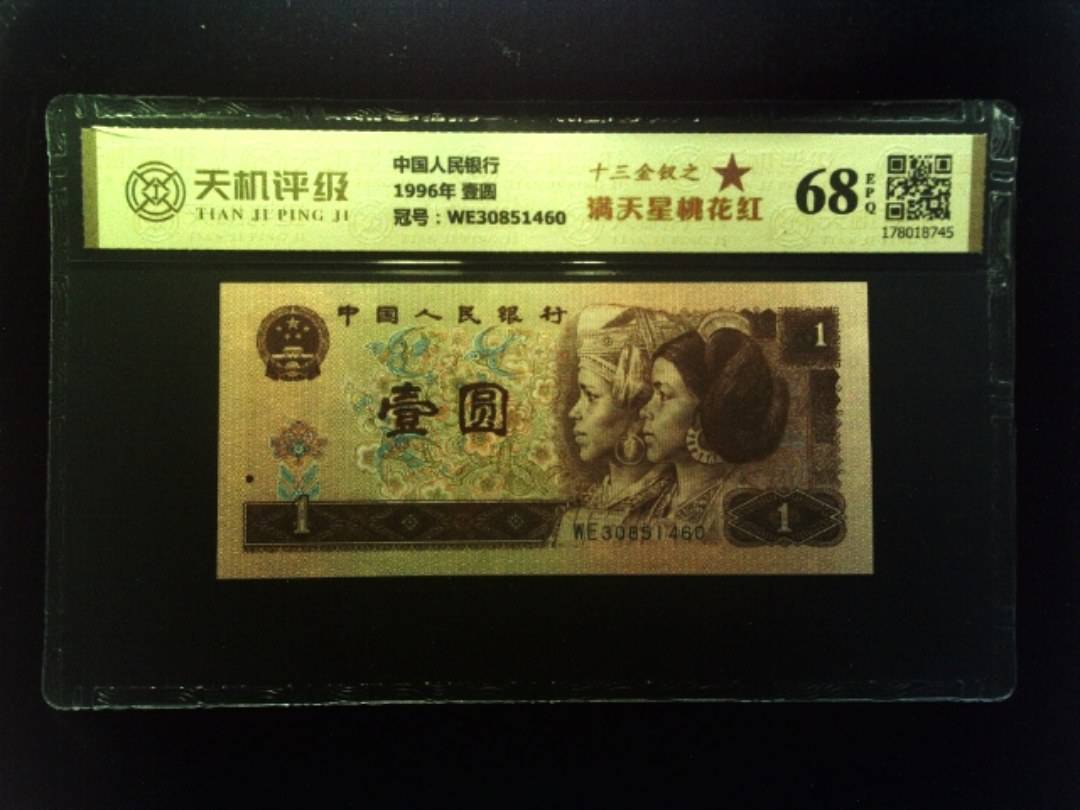 天机评级
TIAN JI PING JI
中国人民银行
1996年 壹圆
冠号：WE30851460
十三金钗之
满天星桃花红
68
EPQ
178018745
中国人民银行
1
壹圆
1
WE30851460
1